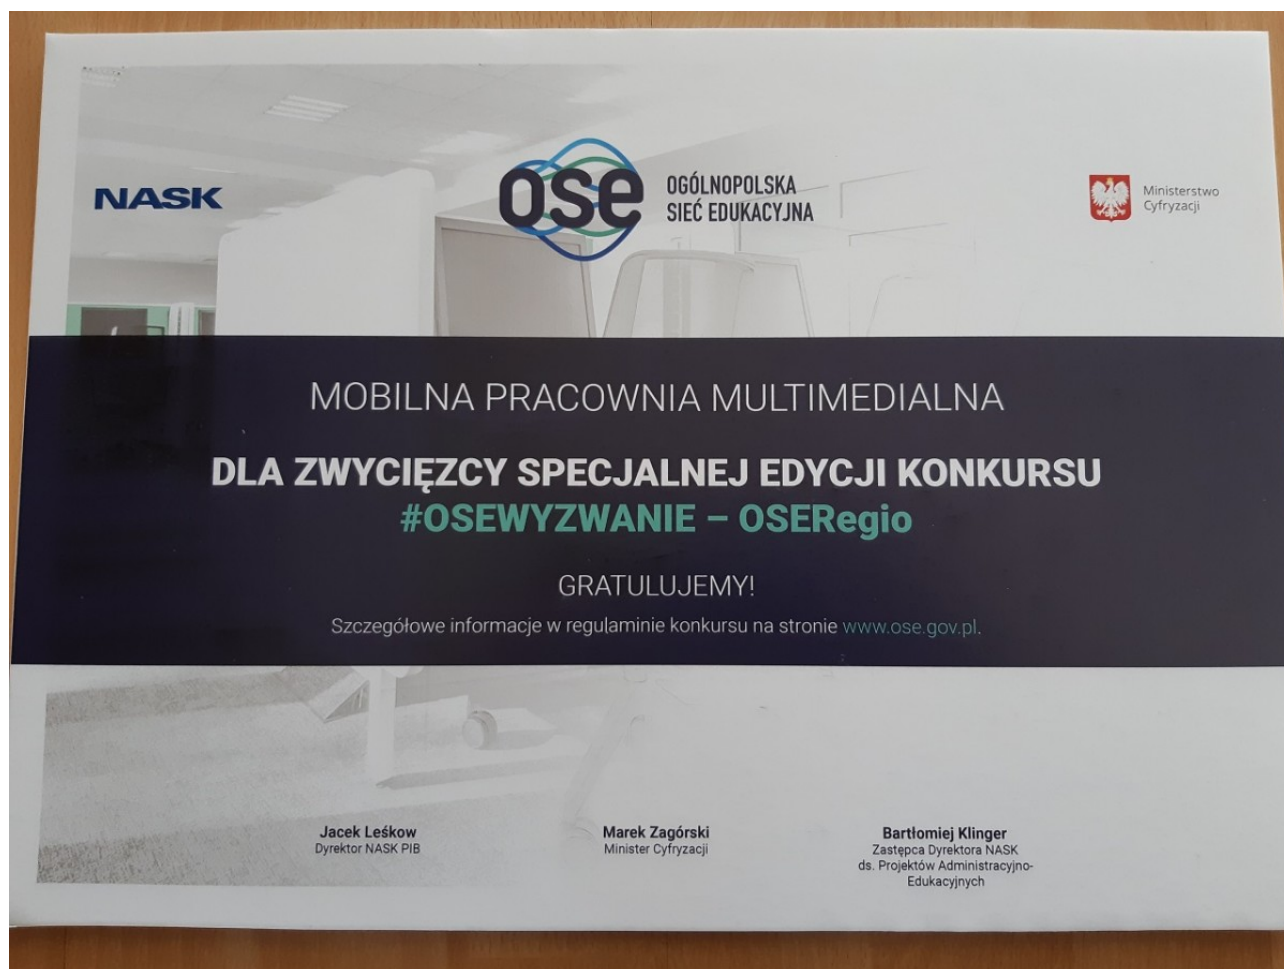 NASK
ose
OGÓLNOPOLSKA
SIEĆ EDUKACYJNA
Ministerstwo
Cyfryzacji
MOBILNA PRACOWNIA MULTIMEDIALNA
DLA ZWYCIĘZCY SPECJALNEJ EDYCJI KONKURSU
#OSEWYZWANIE – OSERegio
GRATULUJEMY!
Szczegółowe informacje w regulaminie konkursu na stronie www.ose.gov.pl.
Jacek Leśkow
Dyrektor NASK PIB
Marek Zagórski
Minister Cyfryzacji
Bartłomiej Klinger
Zastępca Dyrektora NASK
ds. Projektów Administracyjno-
Edukacyjnych